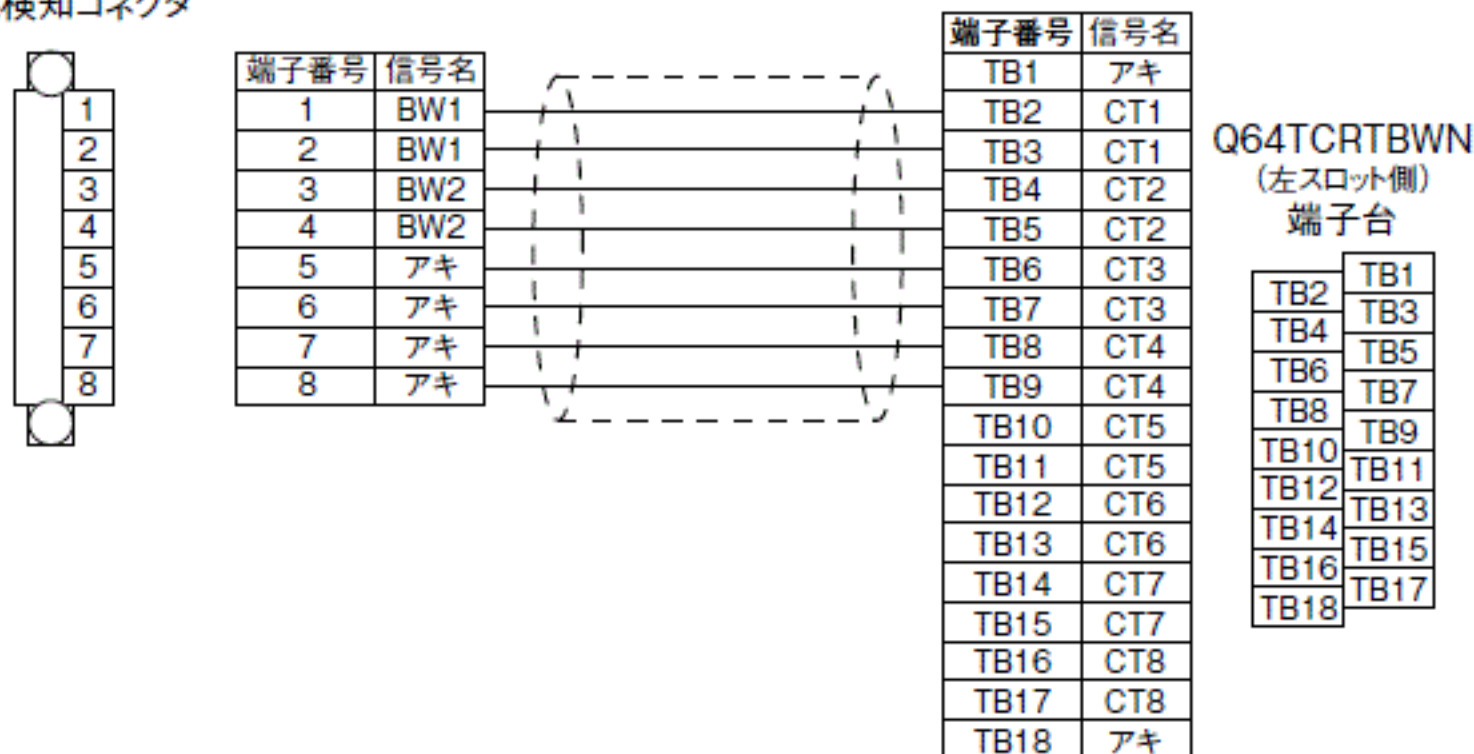 検知コネクタ
1
2
3
4
5
6
7
8
端子番号 信号名
1 BW1
2 BW1
3 BW2
4 BW2
5 アキ
6 アキ
7 アキ
8 アキ
端子番号 信号名
TB1 アキ
TB2 CT1
TB3 CT1
TB4 CT2
TB5 CT2
TB6 CT3
TB7 CT3
TB8 CT4
TB9 CT4
TB10 CT5
TB11 CT5
TB12 CT6
TB13 CT6
TB14 CT7
TB15 CT7
TB16 CT8
TB17 CT8
TB18 アキ
Q64TCRTBWN
(左スロット側)
端子台
TB1
TB2
TB3
TB4
TB5
TB6
TB7
TB8
TB9
TB10
TB11
TB12
TB13
TB14
TB15
TB16
TB17
TB18